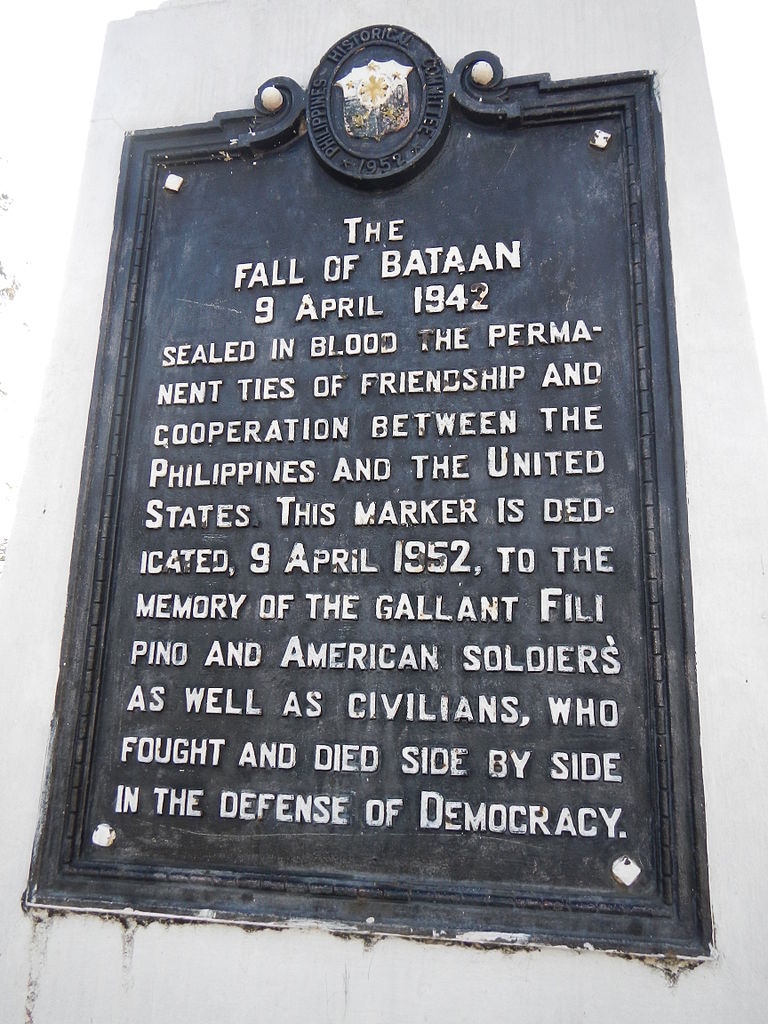 PHILIPPINES HISTORICAL COMMITTEE
★ 1952 ★
THE
FALL OF BATAAN
9 APRIL 1942
SEALED IN BLOOD THE PERMA-
NENT TIES OF FRIENDSHIP AND
COOPERATION BETWEEN THE
PHILIPPINES AND THE UNITED
STATES. THIS MARKER IS DED-
ICATED, 9 APRIL 1952, TO THE
MEMORY OF THE GALLANT FILI
PINO AND AMERICAN SOLDIERS
AS WELL AS CIVILIANS, WHO
FOUGHT AND DIED SIDE BY SIDE
IN THE DEFENSE OF DEMOCRACY.